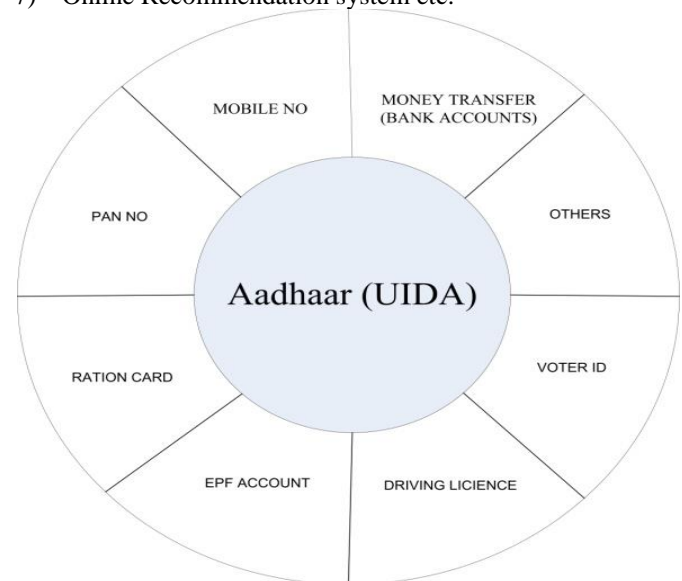 7) Online Recommendation system etc.
MOBILE NO
MONEY TRANSFER
(BANK ACCOUNTS)
PAN NO
OTHERS
Aadhaar (UIDA)
RATION CARD
VOTER ID
EPF ACCOUNT
DRIVING LICIENCE